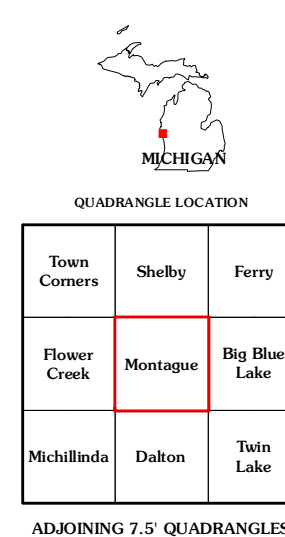 MICHIGAN
QUADRANGLE LOCATION
Town Corners
Shelby
Ferry
Flower Creek
Montague
Big Blue Lake
Michillinda
Dalton
Twin Lake
ADJOINING 7.5' QUADRANGLES